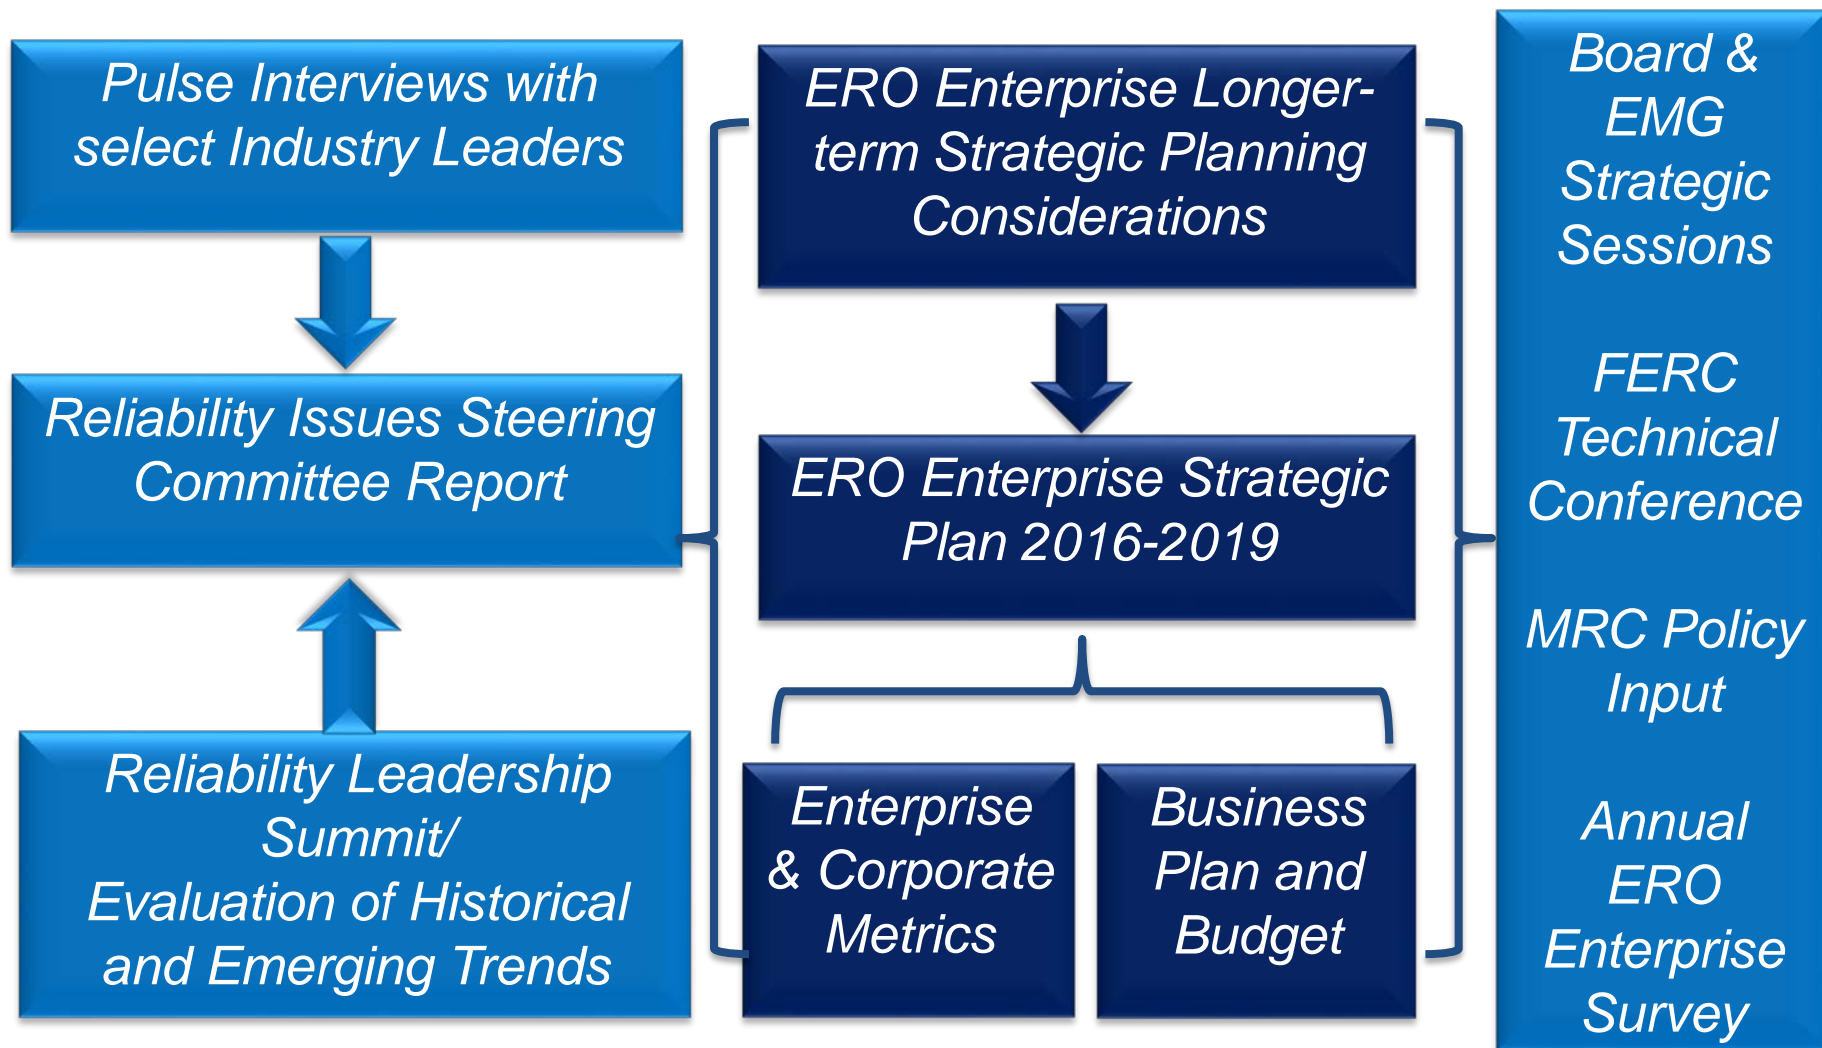 Pulse Interviews with
select Industry Leaders
Reliability Issues Steering
Committee Report
Reliability Leadership
Summit/
Evaluation of Historical
and Emerging Trends
ERO Enterprise Longer-
term Strategic Planning
Considerations
ERO Enterprise Strategic
Plan 2016-2019
Enterprise
& Corporate
Metrics
Business
Plan and
Budget
Board &
EMG
Strategic
Sessions
FERC
Technical
Conference
MRC Policy
Input
Annual
ERO
Enterprise
Survey